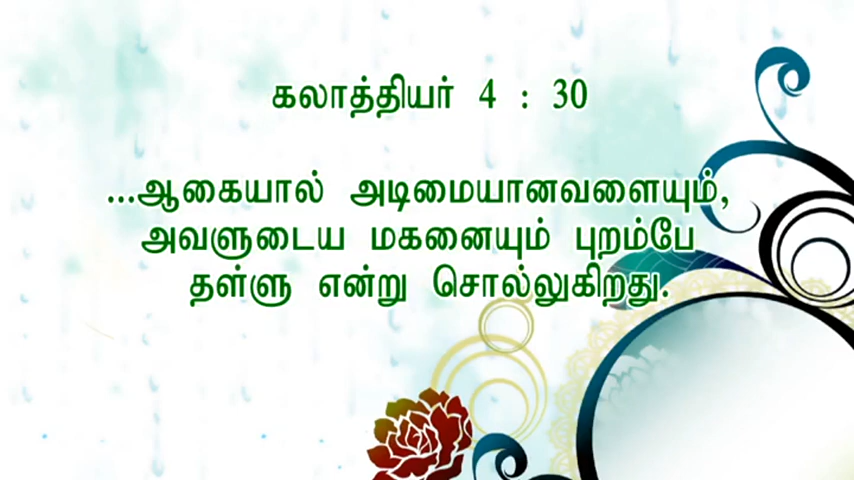 கலாத்தியர் 4 : 30
...ஆகையால் அடிமையானவளையும்,
அவளுடைய மகனையும் புறம்பே
தள்ளு என்று சொல்லுகிறது.